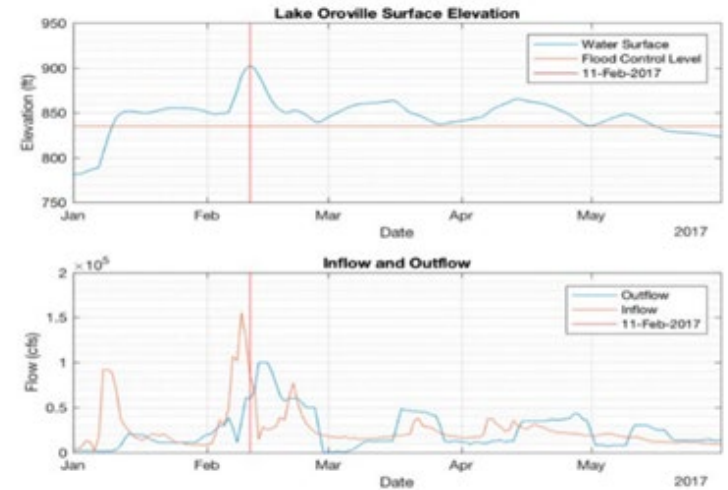 Lake Oroville Surface Elevation
950
900
850
800
750
Elevation (ft)
Water Surface
Flood Control Level
11-Feb-2017
Jan Feb Mar Apr May
Date
2017
Inflow and Outflow
×10⁵
2
1.5
1
0.5
0
Flow (cfs)
Outflow
Inflow
11-Feb-2017
Jan Feb Mar Apr May
Date
2017